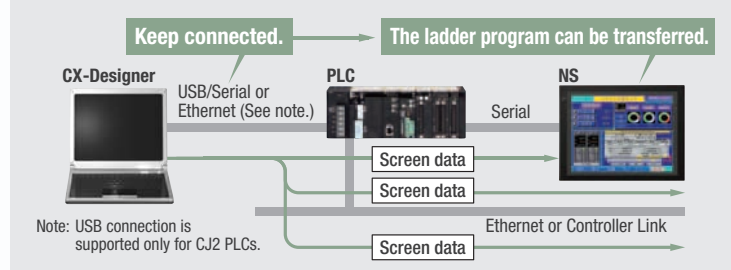 Keep connected.
The ladder program can be transferred.
CX-Designer
USB/Serial or
Ethernet (See note.)
PLC
NS
Serial
Screen data
Screen data
Ethernet or Controller Link
Screen data
Note: USB connection is
supported only for CJ2 PLCs.